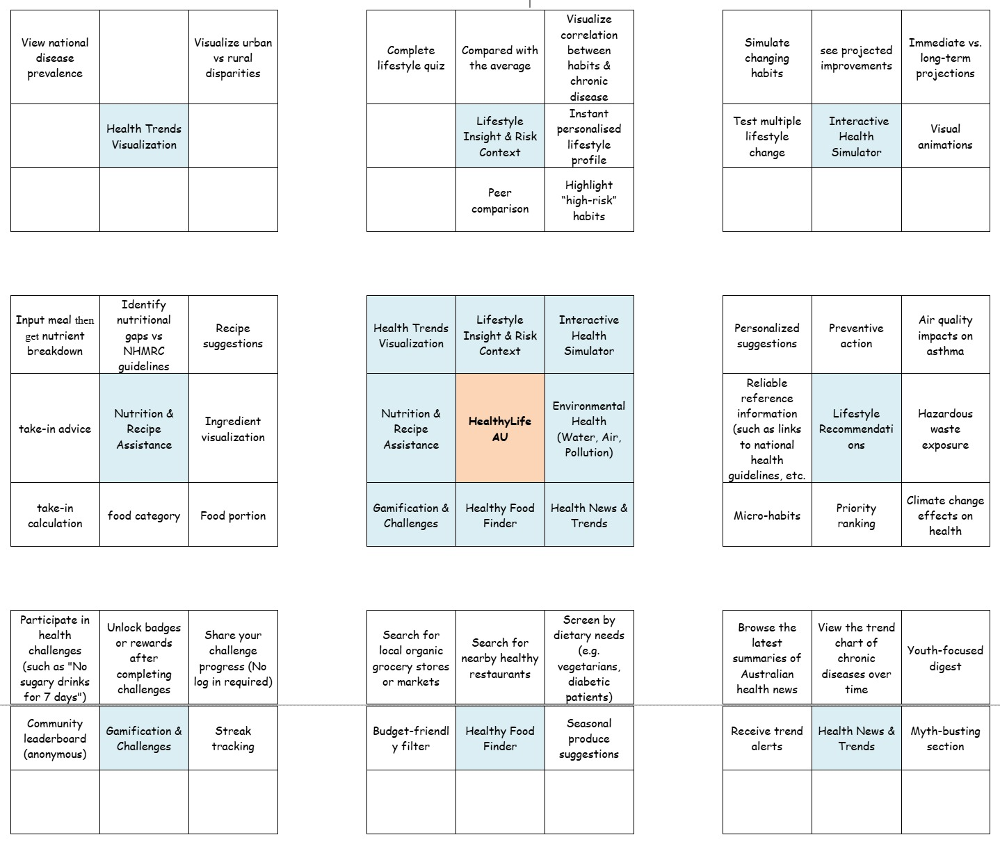 View national
disease
prevalence
Visualize urban
vs rural
disparities
Health Trends
Visualization
Complete
lifestyle quiz
Compared with
the average
Visualize
correlation
between
habits &
chronic
disease
Lifestyle
Insight & Risk
Context
Instant
personalised
lifestyle
profile
Peer
comparison
Highlight
“high-risk”
habits
Simulate
changing
habits
see projected
improvements
Immediate vs.
long-term
projections
Test multiple
lifestyle
change
Interactive
Health
Simulator
Visual
animations
Input meal then
get nutrient
breakdown
Identify
nutritional
gaps vs
NHMRC
guidelines
Recipe
suggestions
take-in advice
Nutrition &
Recipe
Assistance
Ingredient
visualization
take-in
calculation
food category
Food portion
Health Trends
Visualization
Lifestyle
Insight & Risk
Context
Interactive
Health
Simulator
Nutrition &
Recipe
Assistance
HealthyLife
AU
Environmental
Health
(Water, Air,
Pollution)
Gamification &
Challenges
Healthy Food
Finder
Health News &
Trends
Personalized
suggestions
Preventive
action
Air quality
impacts on
asthma
Reliable
reference
information
(such as links
to national
health
guidelines, etc.
Lifestyle
Recommendati
ons
Hazardous
waste
exposure
Micro-habits
Priority
ranking
Climate change
effects on
health
Participate in
health
challenges
(such as "No
sugary drinks
for 7 days")
Unlock badges
or rewards
after
completing
challenges
Share your
challenge
progress (No
log in required)
Community
leaderboard
(anonymous)
Gamification &
Challenges
Streak
tracking
Search for
local organic
grocery stores
or markets
Search for
nearby healthy
restaurants
Screen by
dietary needs
(e.g.
vegetarians,
diabetic
patients)
Budget-friendl
y filter
Healthy Food
Finder
Seasonal
produce
suggestions
Browse the
latest
summaries of
Australian
health news
View the trend
chart of
chronic
diseases over
time
Youth-focused
digest
Receive trend
alerts
Health News &
Trends
Myth-busting
section